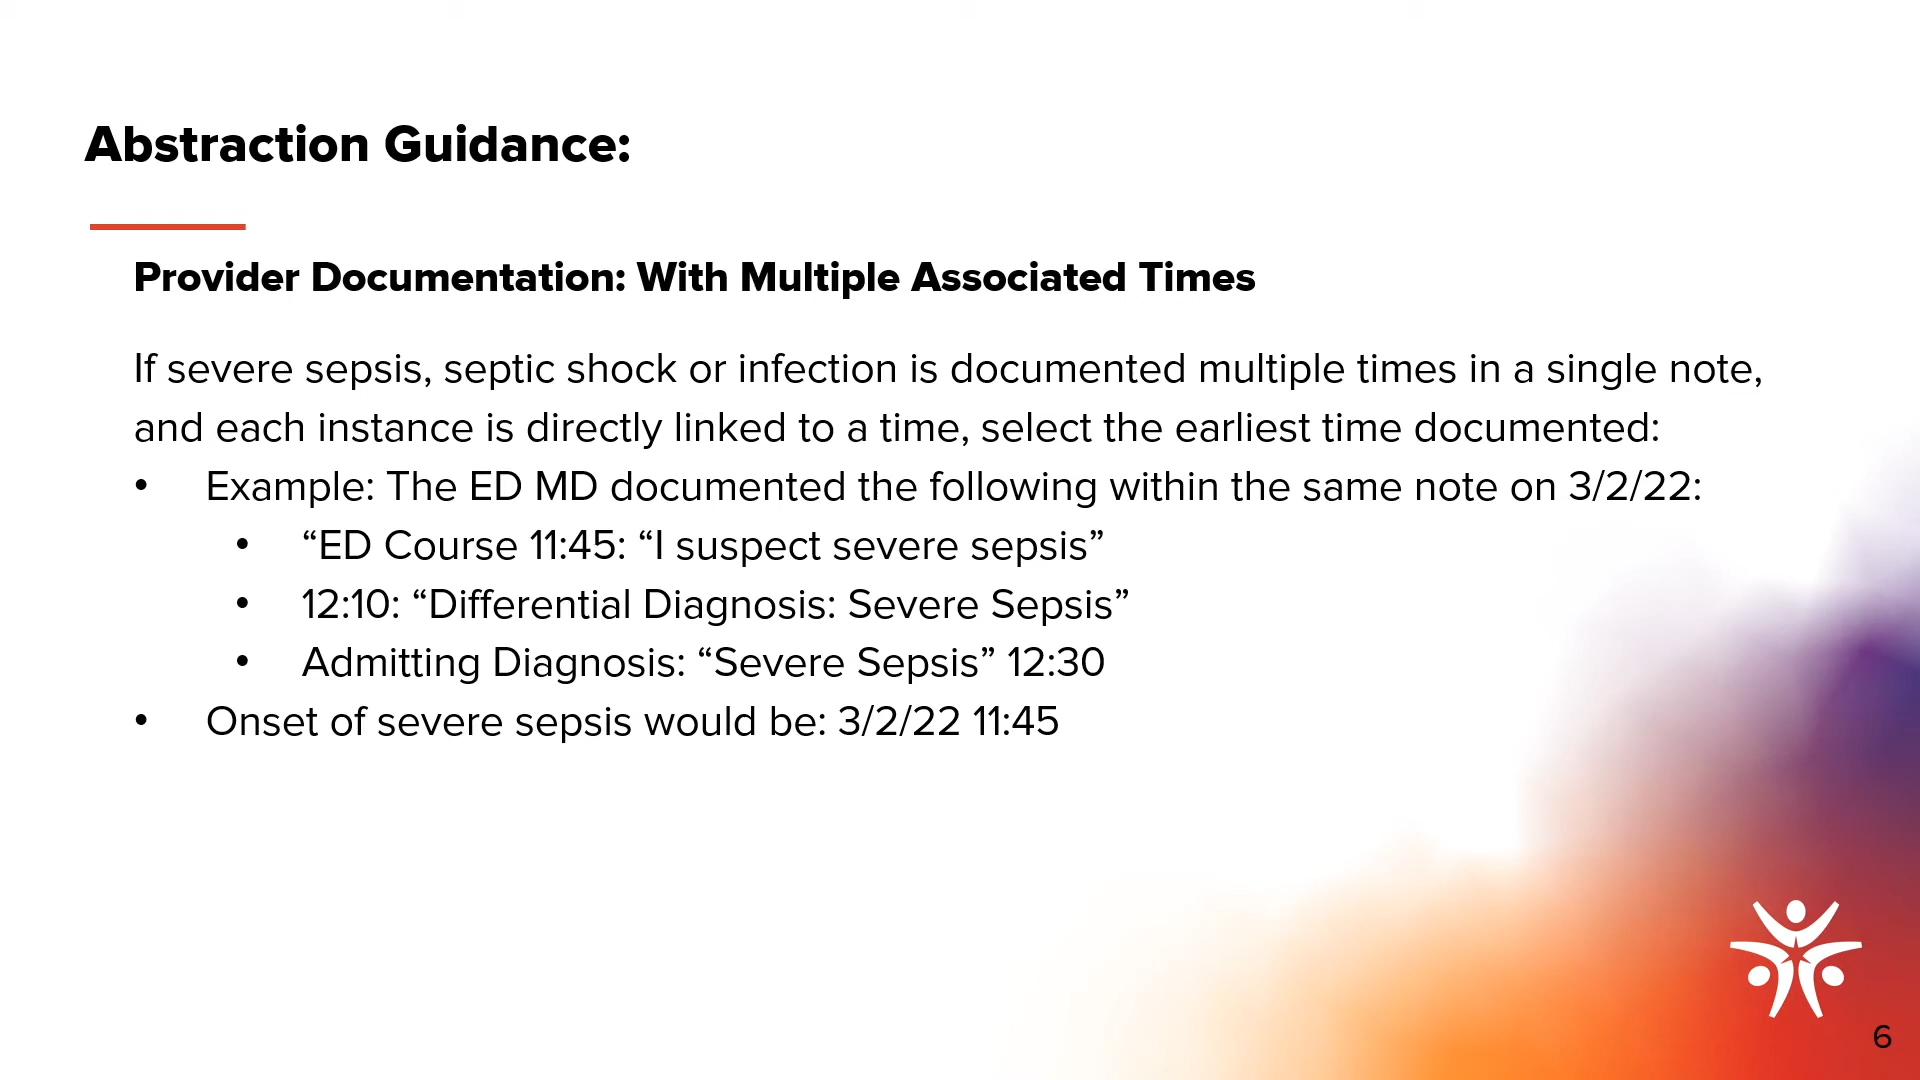 Abstraction Guidance:
Provider Documentation: With Multiple Associated Times
If severe sepsis, septic shock or infection is documented multiple times in a single note,
and each instance is directly linked to a time, select the earliest time documented:
• Example: The ED MD documented the following within the same note on 3/2/22:
• “ED Course 11:45: “I suspect severe sepsis”
• 12:10: “Differential Diagnosis: Severe Sepsis”
• Admitting Diagnosis: “Severe Sepsis” 12:30
• Onset of severe sepsis would be: 3/2/22 11:45
6